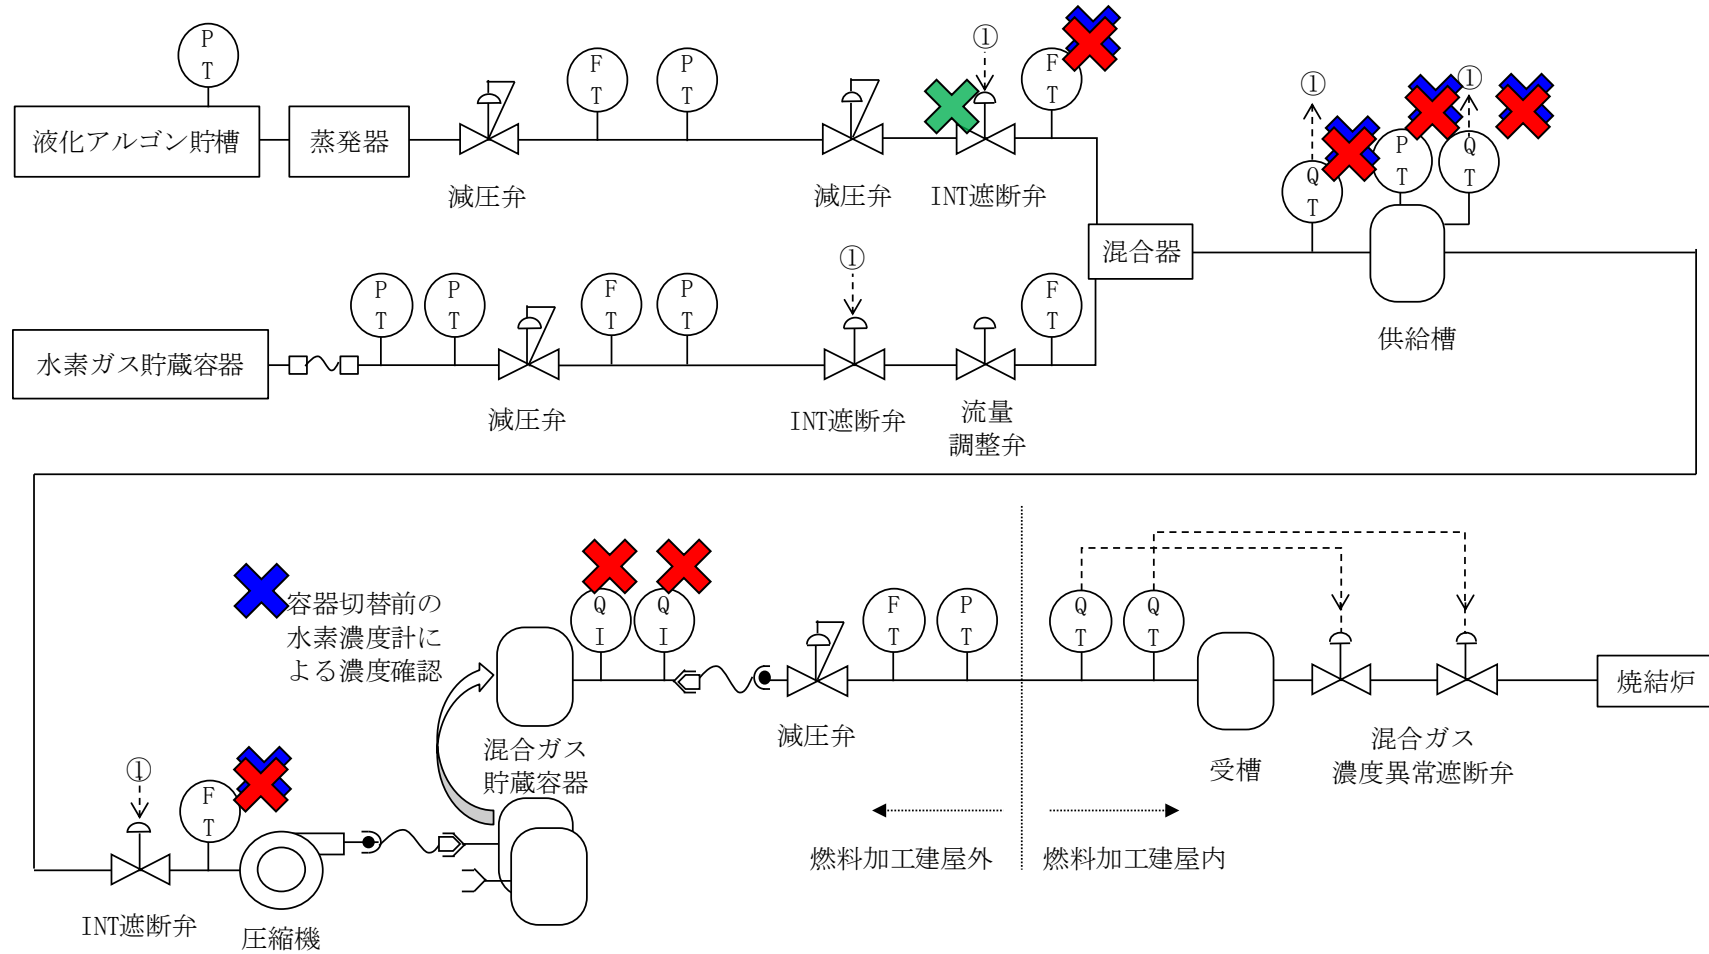 P
T
液化アルゴン貯槽
蒸発器
減圧弁
F
T
P
T
減圧弁
①
INT遮断弁
F
T
混合器
①
Q
T
P
T
①
Q
T
供給槽
水素ガス貯蔵容器
P
T
P
T
減圧弁
F
T
P
T
①
INT遮断弁
流量
調整弁
F
T
容器切替前の
水素濃度計に
よる濃度確認
①
INT遮断弁
F
T
圧縮機
混合ガス
貯蔵容器
Q
I
Q
I
減圧弁
F
T
P
T
燃料加工建屋外
燃料加工建屋内
Q
T
Q
T
受槽
混合ガス
濃度異常遮断弁
焼結炉